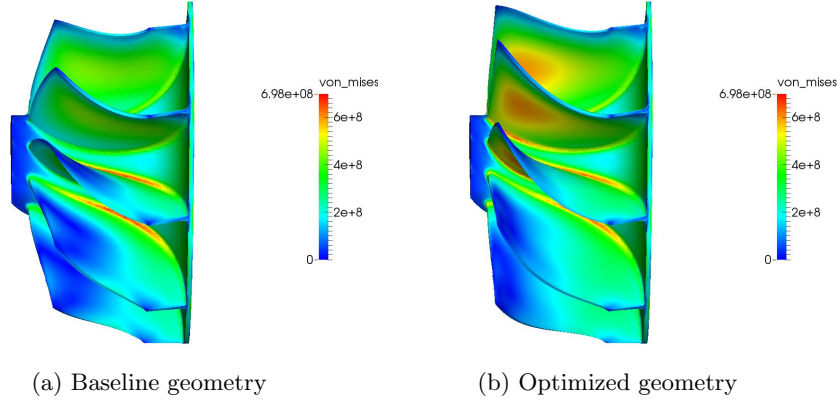 von_mises
6.98e+08
6e+8
4e+8
2e+8
0
von_mises
6.98e+08
6e+8
4e+8
2e+8
0
(a) Baseline geometry
(b) Optimized geometry